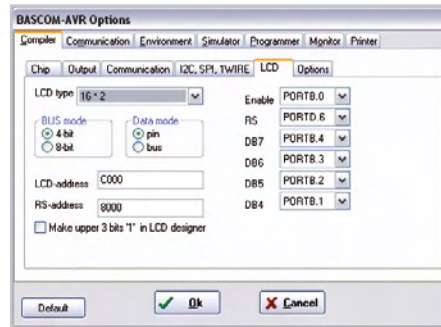 BASCOM-AVR Options
Compiler Communication Environment Simulator Programmer Monitor Printer
Chip Output Communication I2C, SPI, 1WIRE LCD Options
LCD type 16 * 2
BUS mode
4-bit
8-bit
Data mode
pin
bus
LCD-address C000
RS-address 8000
Make upper 3 bits "1" in LCD designer
Enable PORTB.0
RS PORTD.6
DB7 PORTB.4
DB6 PORTB.3
DB5 PORTB.2
DB4 PORTB.1
Default Ok Cancel